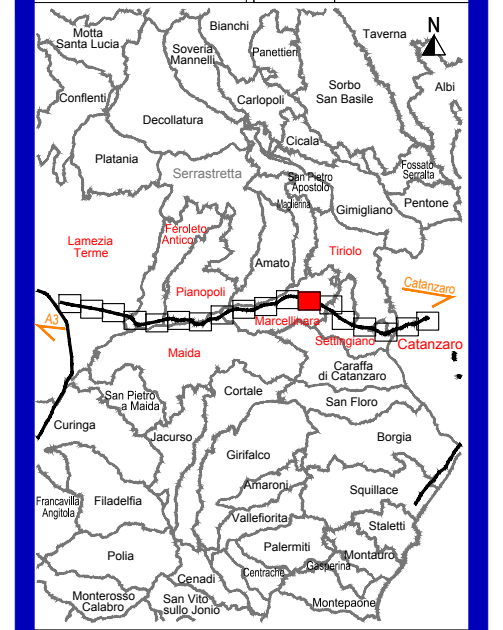 Bianchi
Motta
Santa Lucia
Taverna
N
Soveria
Mannelli
Panettieri
Sorbo
San Basile
Albi
Conflenti
Carlopoli
Decollatura
Cicala
Platania
Serrastretta
San Pietro
Apostolo
Fossato
Serralta
Pentone
Gimigliano
Feroleto
Antico
Lamezia
Terme
Tiriolo
Amato
Pianopoli
Catanzaro
A3
Marcellinara
Settingiano
Catanzaro
Maida
Caraffa
di Catanzaro
San Pietro
a Maida
Cortale
San Floro
Curinga
Jacurso
Borgia
Girifalco
Amaroni
Squillace
Francavilla
Angitola
Filadelfia
Vallefiorita
Staletti
Palermiti
Montauro
Polia
Gasperina
Centrache
Cenadi
Monterosso
Calabro
San Vito
sullo Jonio
Montepaone